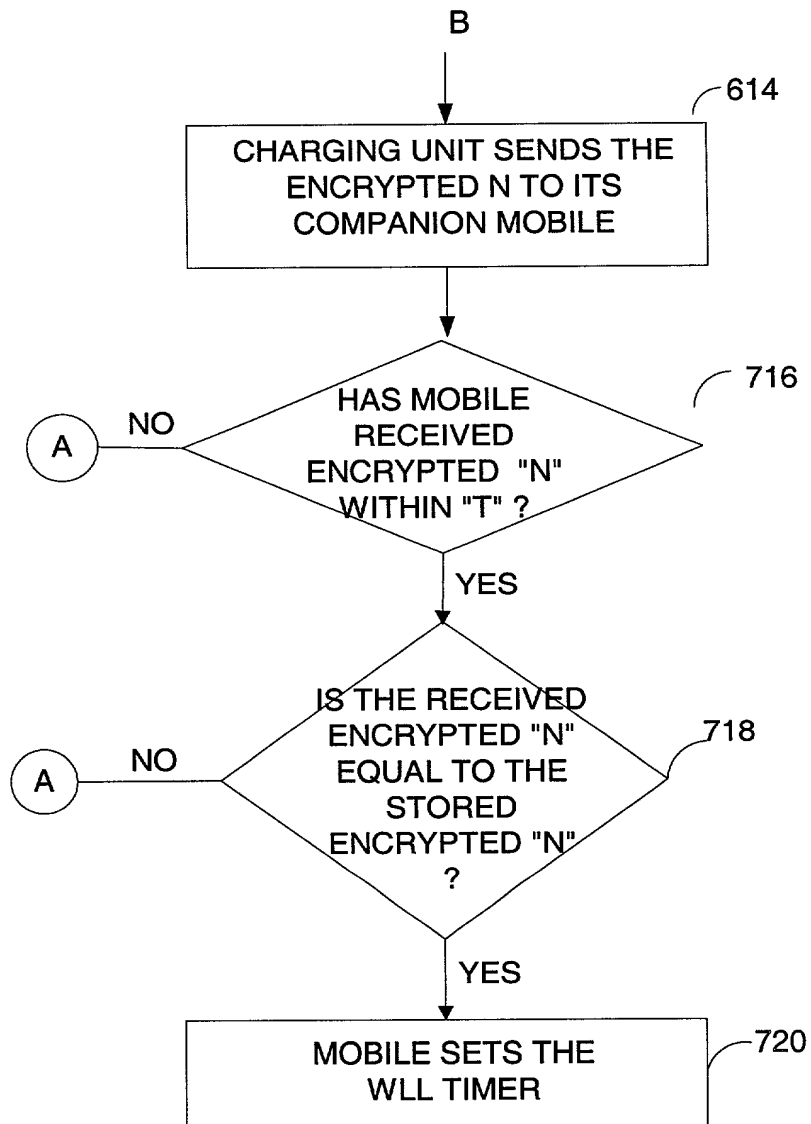 B
614
CHARGING UNIT SENDS THE
ENCRYPTED N TO ITS
COMPANION MOBILE
716
HAS MOBILE
RECEIVED
ENCRYPTED "N"
WITHIN "T" ?
NO
A
YES
IS THE RECEIVED
ENCRYPTED "N"
EQUAL TO THE
STORED
ENCRYPTED "N"
?
718
NO
A
YES
MOBILE SETS THE
WLL TIMER
720